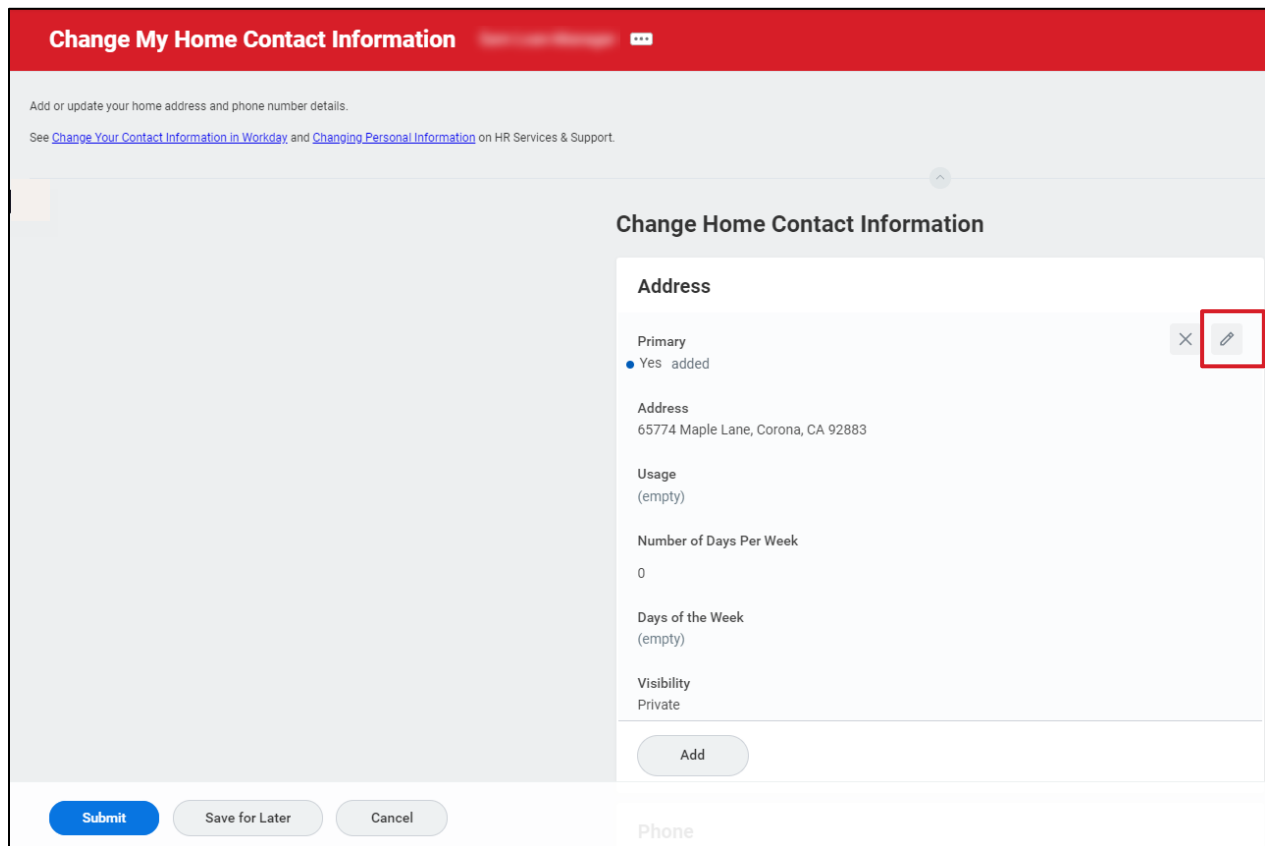 Change My Home Contact Information
Add or update your home address and phone number details.
See Change Your Contact Information in Workday and Changing Personal Information on HR Services & Support.
Change Home Contact Information
Address
Primary
Yes added
Address
65774 Maple Lane, Corona, CA 92883
Usage
(empty)
Number of Days Per Week
0
Days of the Week
(empty)
Visibility
Private
Add
Submit
Save for Later
Cancel
Phone